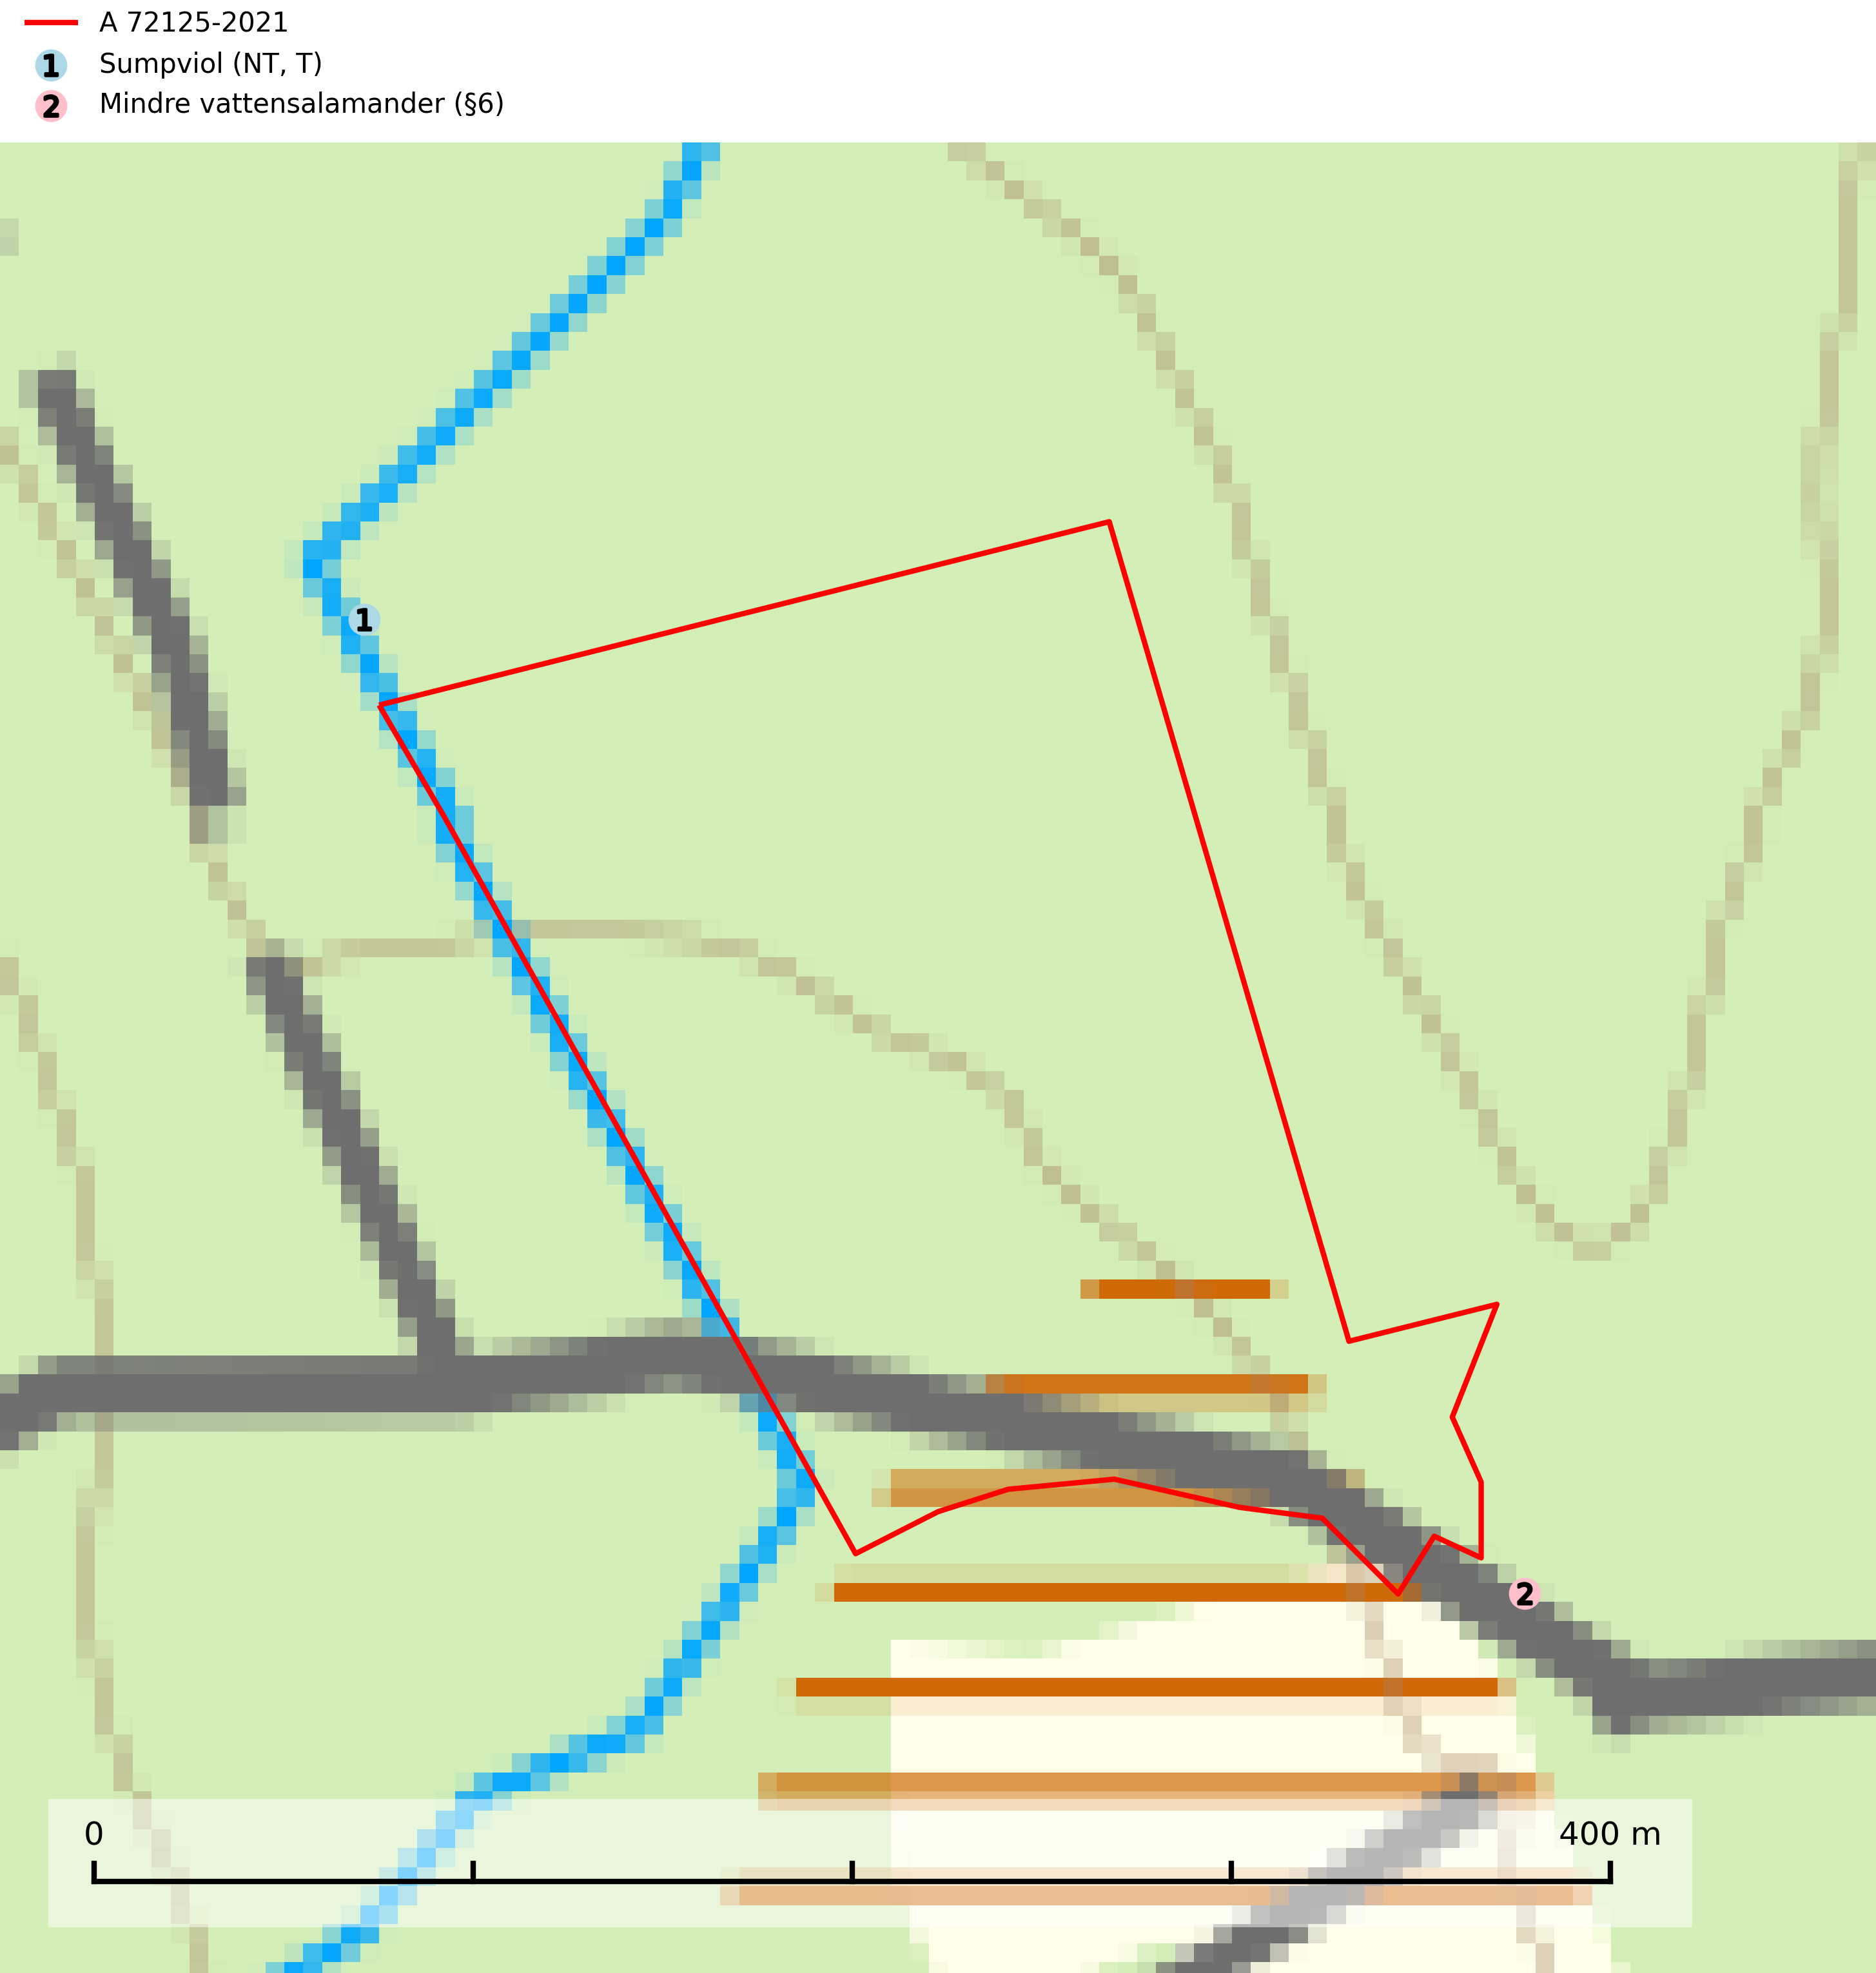 A 72125-2021
1 Sumpviol (NT, T)
2 Mindre vattensalamander (§6)
1
2
0 400 m